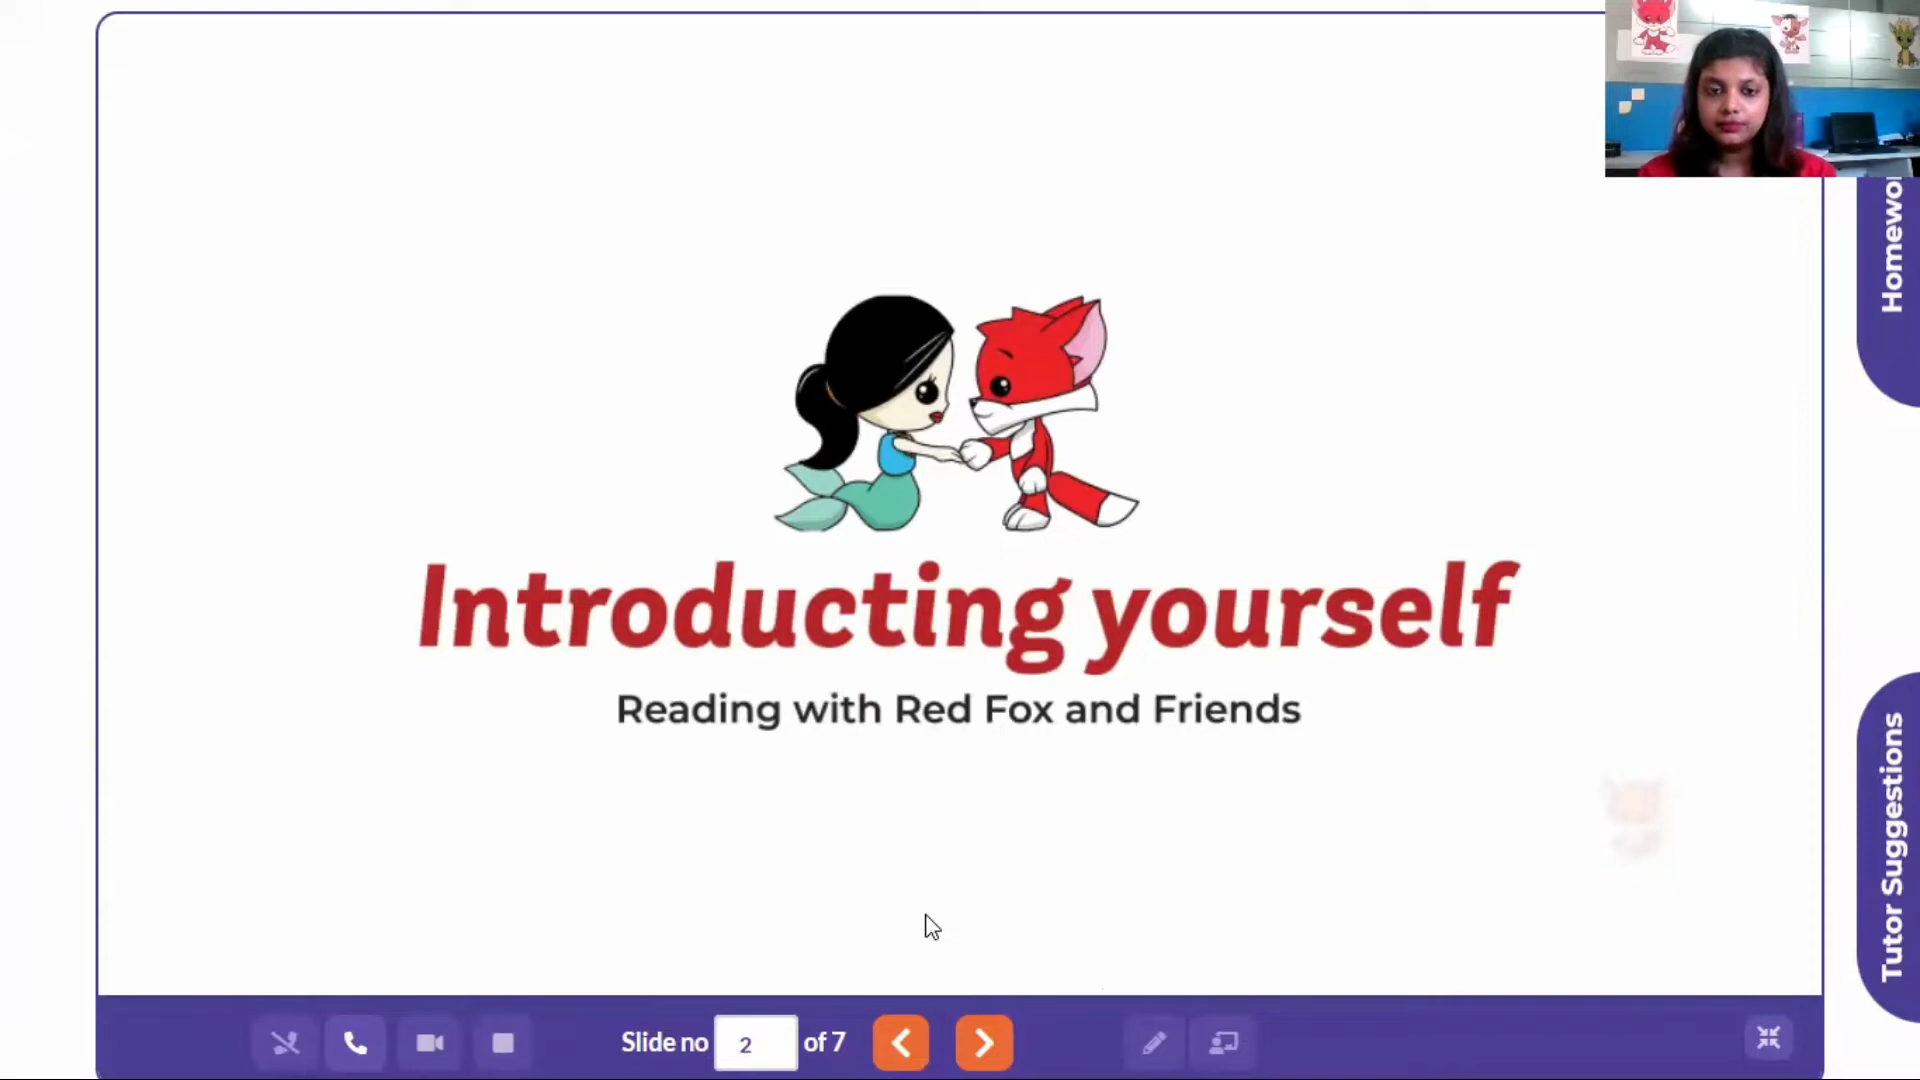 Homewo
Introducting yourself
Reading with Red Fox and Friends
Tutor Suggestions
Slide no 2 of 7